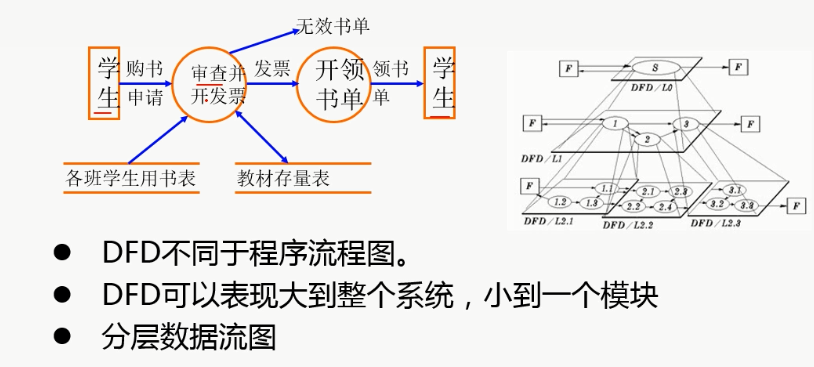 无效书单
学生
购书申请
审查并开发票
发票
开领书单
领书单
学生
各班学生用书表
教材存量表
F
S
F
DFD/L0
F
1
2
3
F
DFD/L1
F
1.1
1.2
1.3
2.1
2.2
2.3
2.4
3.1
3.2
3.3
F
DFD/L2.1
DFD/L2.2
DFD/L2.3
● DFD不同于程序流程图。
● DFD可以表现大到整个系统，小到一个模块
● 分层数据流图